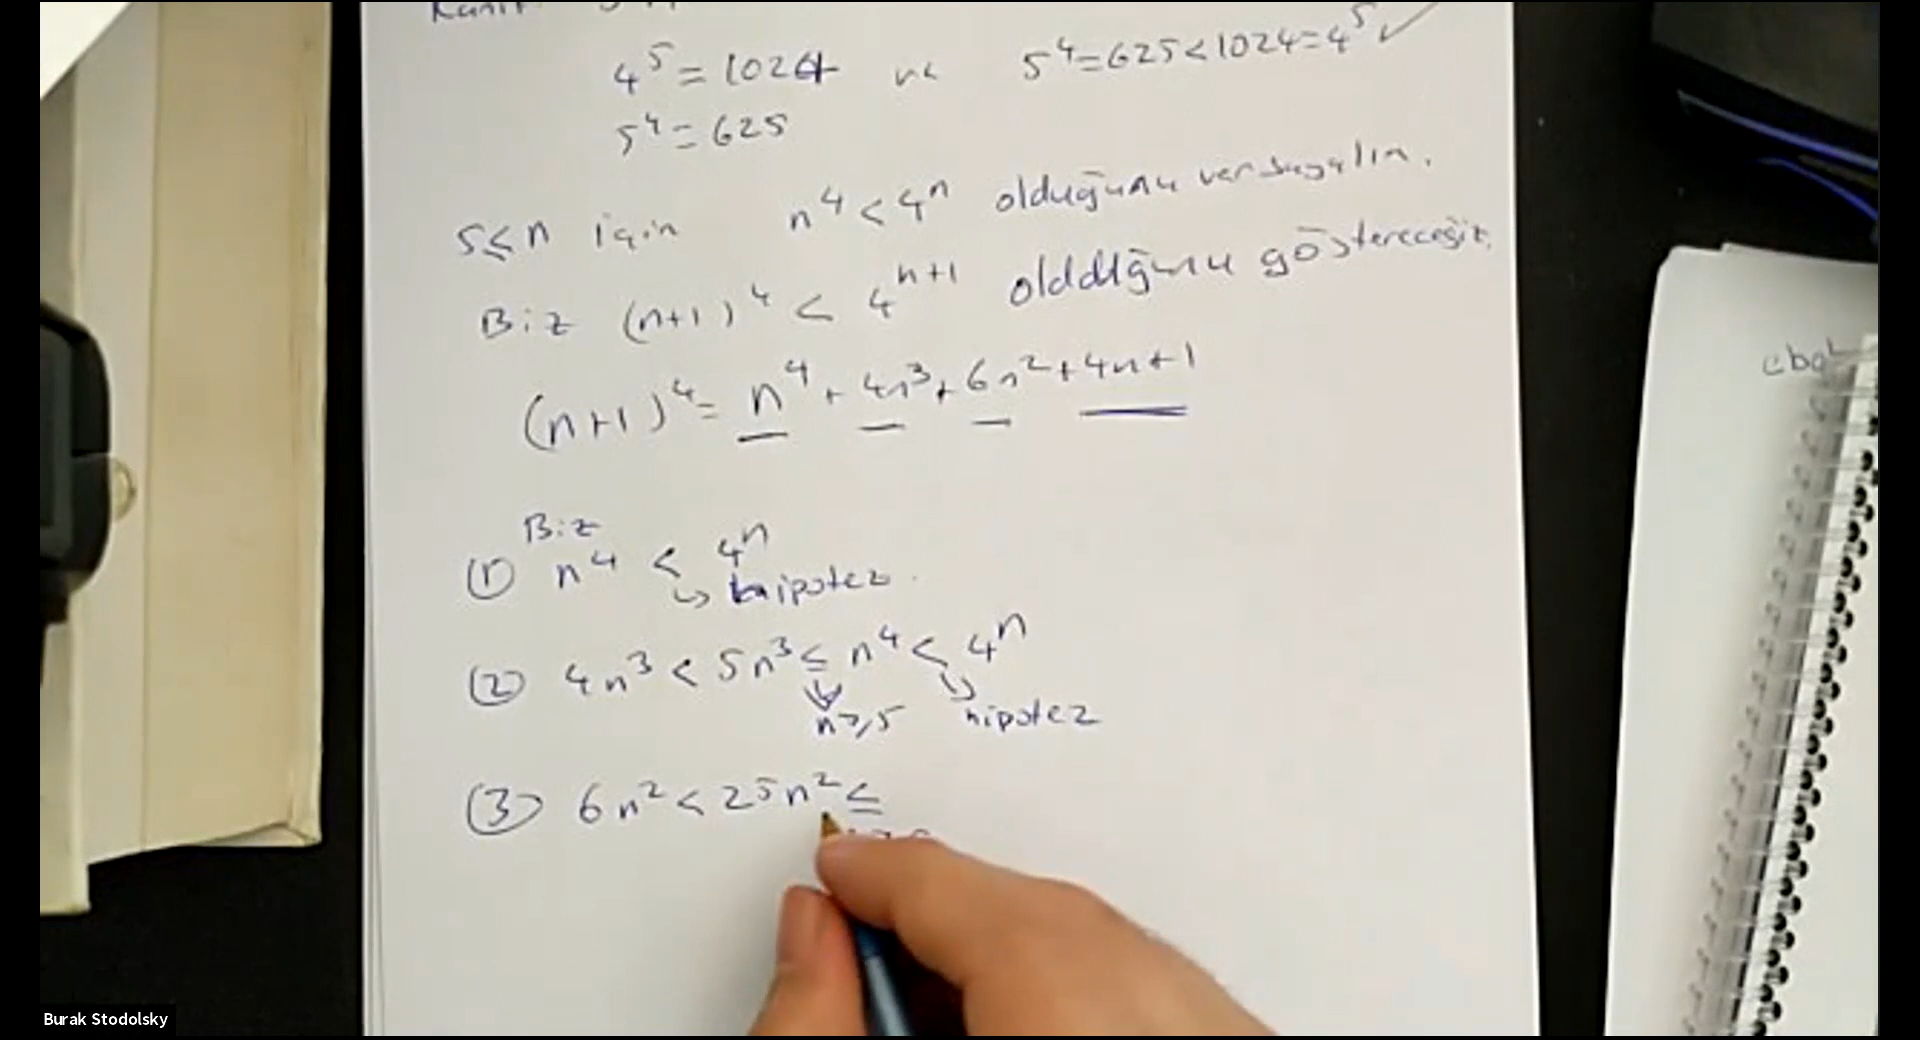 4^5 = 1024 ve 5^4 = 625 < 1024 = 4^5 ✓
5^4 = 625
5 ≤ n için n^4 < 4^n olduğunu varsayalım.
Biz (n+1)^4 < 4^{n+1} olduğunu göstereceğiz.
(n+1)^4 = n^4 + 4n^3 + 6n^2 + 4n + 1
Biz
(1) n^4 < 4^n
↳ hipotez.
(2) 4n^3 < 5n^3 ≤ n^4 < 4^n
n ≥ 5 hipotez
(3) 6n^2 < 25n^2 ≤
Burak Stodolsky